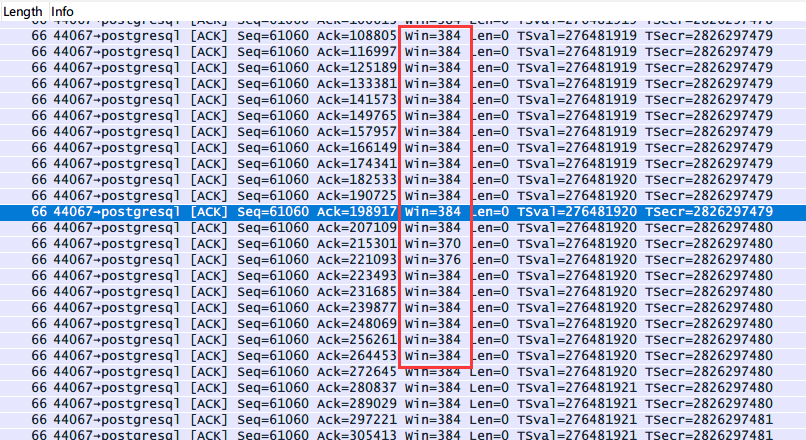 Length Info
66 44067→postgresql [ACK] Seq=61060 Ack=108805 Win=384 Len=0 TSval=276481919 TSecr=2826297479
66 44067→postgresql [ACK] Seq=61060 Ack=116997 Win=384 Len=0 TSval=276481919 TSecr=2826297479
66 44067→postgresql [ACK] Seq=61060 Ack=125189 Win=384 Len=0 TSval=276481919 TSecr=2826297479
66 44067→postgresql [ACK] Seq=61060 Ack=133381 Win=384 Len=0 TSval=276481919 TSecr=2826297479
66 44067→postgresql [ACK] Seq=61060 Ack=141573 Win=384 Len=0 TSval=276481919 TSecr=2826297479
66 44067→postgresql [ACK] Seq=61060 Ack=149765 Win=384 Len=0 TSval=276481919 TSecr=2826297479
66 44067→postgresql [ACK] Seq=61060 Ack=157957 Win=384 Len=0 TSval=276481919 TSecr=2826297479
66 44067→postgresql [ACK] Seq=61060 Ack=166149 Win=384 Len=0 TSval=276481919 TSecr=2826297479
66 44067→postgresql [ACK] Seq=61060 Ack=174341 Win=384 Len=0 TSval=276481919 TSecr=2826297479
66 44067→postgresql [ACK] Seq=61060 Ack=182533 Win=384 Len=0 TSval=276481920 TSecr=2826297479
66 44067→postgresql [ACK] Seq=61060 Ack=190725 Win=384 Len=0 TSval=276481920 TSecr=2826297479
66 44067→postgresql [ACK] Seq=61060 Ack=198917 Win=384 Len=0 TSval=276481920 TSecr=2826297479
66 44067→postgresql [ACK] Seq=61060 Ack=207109 Win=384 Len=0 TSval=276481920 TSecr=2826297480
66 44067→postgresql [ACK] Seq=61060 Ack=215301 Win=370 Len=0 TSval=276481920 TSecr=2826297480
66 44067→postgresql [ACK] Seq=61060 Ack=221093 Win=376 Len=0 TSval=276481920 TSecr=2826297480
66 44067→postgresql [ACK] Seq=61060 Ack=223493 Win=384 Len=0 TSval=276481920 TSecr=2826297480
66 44067→postgresql [ACK] Seq=61060 Ack=231685 Win=384 Len=0 TSval=276481920 TSecr=2826297480
66 44067→postgresql [ACK] Seq=61060 Ack=239877 Win=384 Len=0 TSval=276481920 TSecr=2826297480
66 44067→postgresql [ACK] Seq=61060 Ack=248069 Win=384 Len=0 TSval=276481920 TSecr=2826297480
66 44067→postgresql [ACK] Seq=61060 Ack=256261 Win=384 Len=0 TSval=276481920 TSecr=2826297480
66 44067→postgresql [ACK] Seq=61060 Ack=264453 Win=384 Len=0 TSval=276481920 TSecr=2826297480
66 44067→postgresql [ACK] Seq=61060 Ack=272645 Win=384 Len=0 TSval=276481920 TSecr=2826297480
66 44067→postgresql [ACK] Seq=61060 Ack=280837 Win=384 Len=0 TSval=276481921 TSecr=2826297480
66 44067→postgresql [ACK] Seq=61060 Ack=289029 Win=384 Len=0 TSval=276481921 TSecr=2826297480
66 44067→postgresql [ACK] Seq=61060 Ack=297221 Win=384 Len=0 TSval=276481921 TSecr=2826297481
66 44067→postgresql [ACK] Seq=61060 Ack=305413 Win=384 Len=0 TSval=276481921 TSecr=2826297481